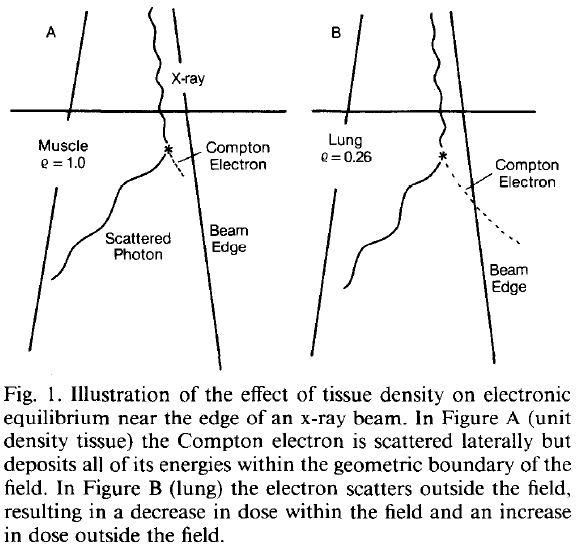 A
B
X-ray
Muscle
ϱ = 1.0
Compton
Electron
Scattered
Photon
Beam
Edge
Lung
ϱ = 0.26
Compton
Electron
Beam
Edge
Fig. 1. Illustration of the effect of tissue density on electronic
equilibrium near the edge of an x-ray beam. In Figure A (unit
density tissue) the Compton electron is scattered laterally but
deposits all of its energies within the geometric boundary of the
field. In Figure B (lung) the electron scatters outside the field,
resulting in a decrease in dose within the field and an increase
in dose outside the field.